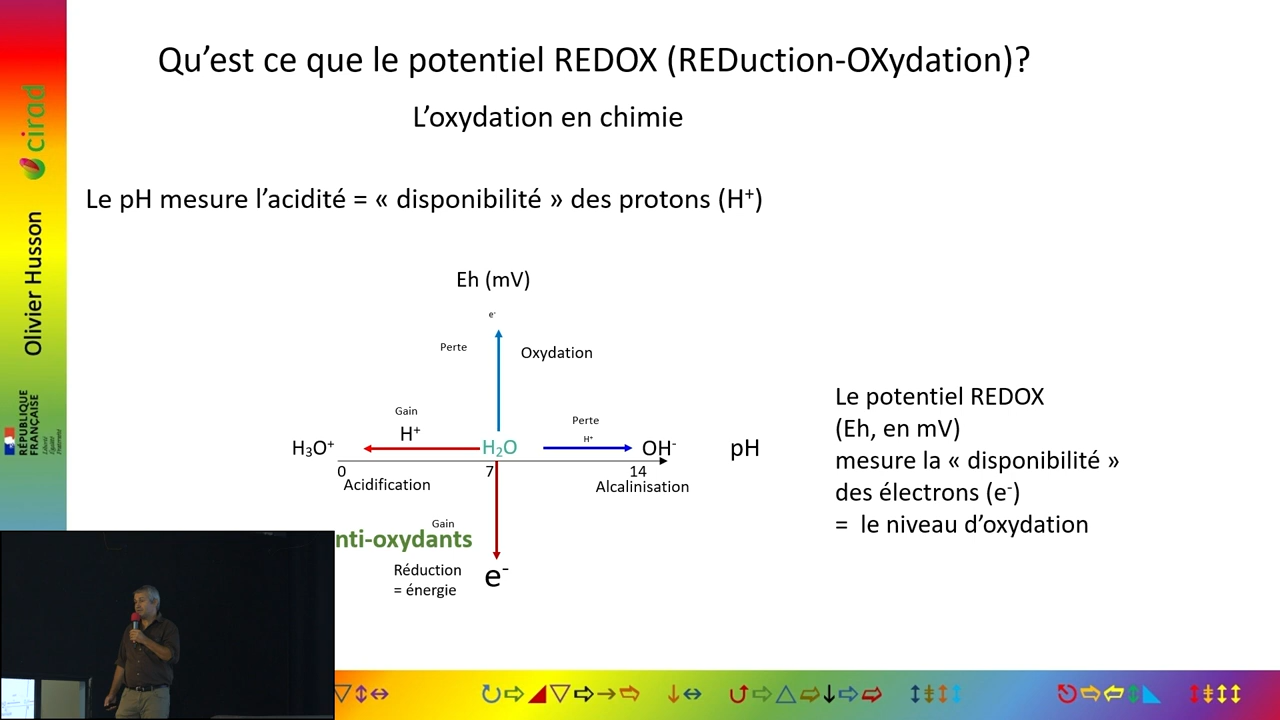 Qu’est ce que le potentiel REDOX (REDuction-OXydation)?
L’oxydation en chimie
Le pH mesure l’acidité = « disponibilité » des protons (H⁺)
Eh (mV)
e⁻
Perte
Oxydation
Gain
H⁺
Perte
H⁺
H₃O⁺
H₂O
OH⁻
pH
0
7
14
Acidification
Alcalinisation
Gain
nti-oxydants
Réduction
= énergie
e⁻
Le potentiel REDOX
(Eh, en mV)
mesure la « disponibilité »
des électrons (e⁻)
= le niveau d’oxydation
cirad
Olivier Husson
RÉPUBLIQUE
FRANÇAISE
Liberté
Égalité
Fraternité